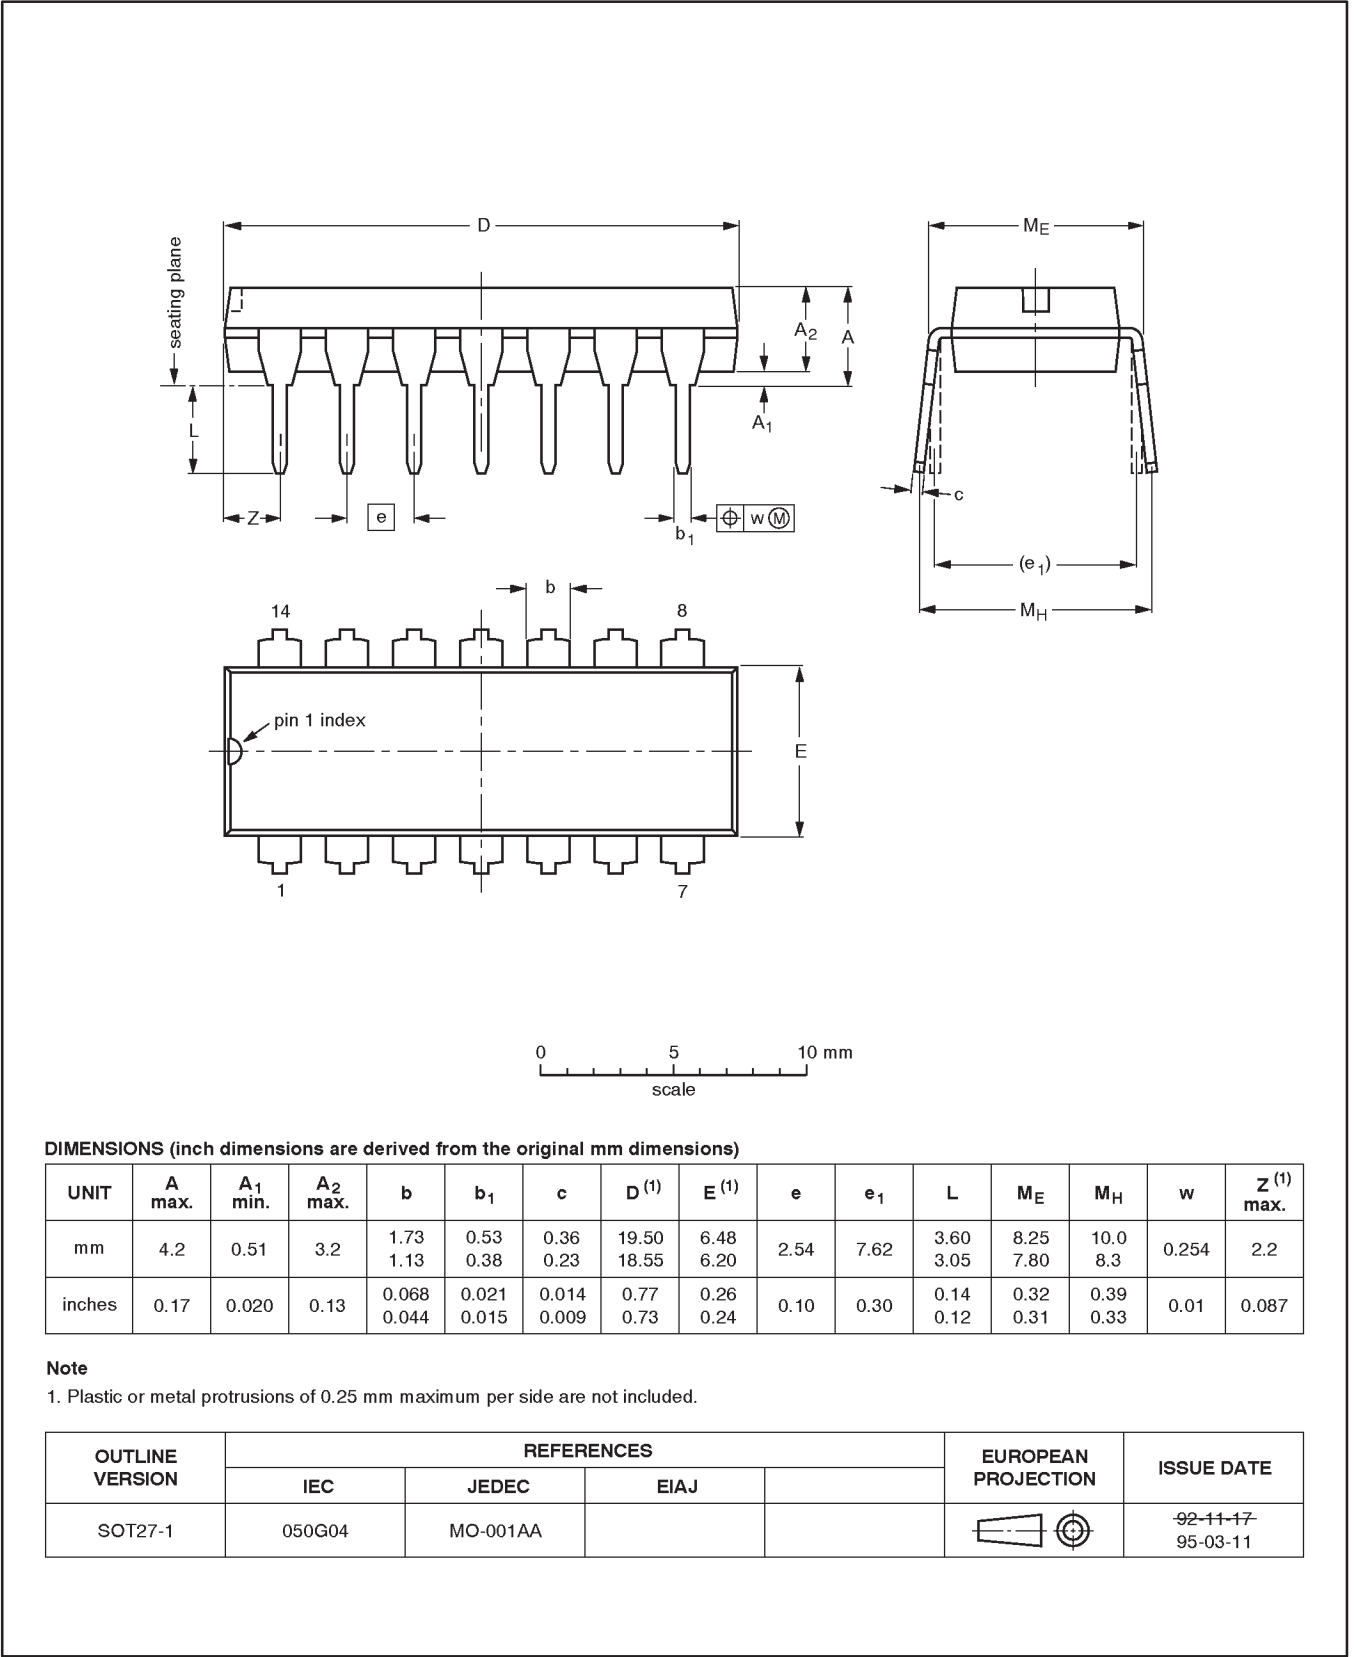 D
ME
seating plane
A2
A
A1
L
Z
e
b1
w M
c
(e1)
MH
b
14
8
pin 1 index
E
1
7
0 5 10 mm
scale
DIMENSIONS (inch dimensions are derived from the original mm dimensions)
UNIT A max. A1 min. A2 max. b b1 c D (1) E (1) e e1 L ME MH w Z (1) max.
mm 4.2 0.51 3.2 1.73 1.13 0.53 0.38 0.36 0.23 19.50 18.55 6.48 6.20 2.54 7.62 3.60 3.05 8.25 7.80 10.0 8.3 0.254 2.2
inches 0.17 0.020 0.13 0.068 0.044 0.021 0.015 0.014 0.009 0.77 0.73 0.26 0.24 0.10 0.30 0.14 0.12 0.32 0.31 0.39 0.33 0.01 0.087
Note
1. Plastic or metal protrusions of 0.25 mm maximum per side are not included.
OUTLINE VERSION REFERENCES EUROPEAN PROJECTION ISSUE DATE
IEC JEDEC EIAJ
SOT27-1 050G04 MO-001AA 92-11-17
95-03-11